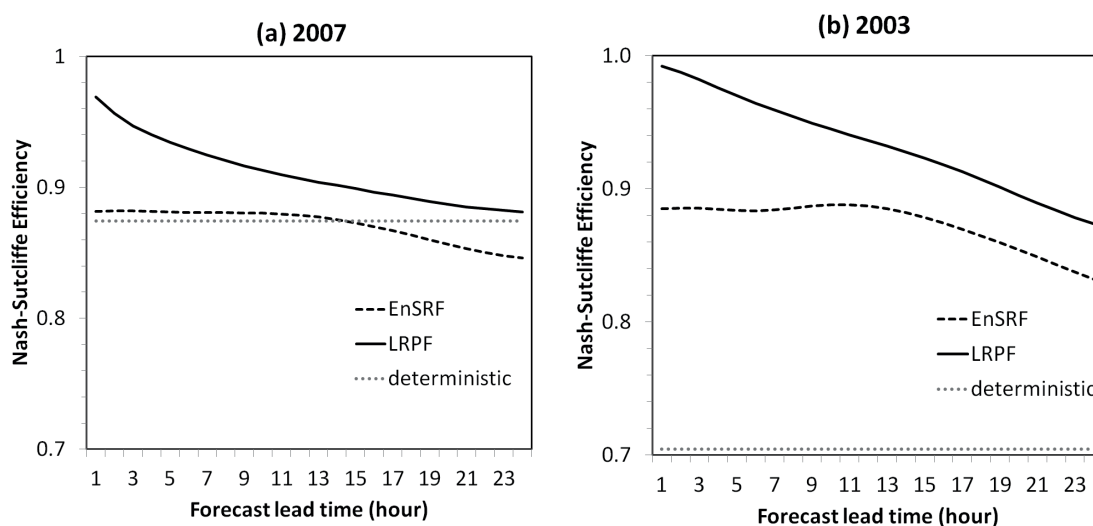 (a) 2007
1
0.9
0.8
0.7
Nash-Sutcliffe Efficiency
EnSRF
LRPF
deterministic
1 3 5 7 9 11 13 15 17 19 21 23
Forecast lead time (hour)
(b) 2003
1.0
0.9
0.8
0.7
Nash-Sutcliffe Efficiency
EnSRF
LRPF
deterministic
1 3 5 7 9 11 13 15 17 19 21 23
Forecast lead time (hour)